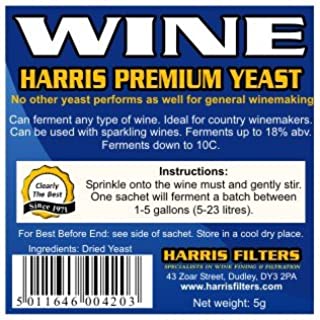 WINE
HARRIS PREMIUM YEAST
No other yeast performs as well for general winemaking
Can ferment any type of wine. Ideal for country winemakers.
Can be used with sparkling wines. Ferments up to 18% abv.
Ferments down to 10C.
Clearly
The Best
Since 1971
Instructions:
Sprinkle onto the wine must and gently stir.
One sachet will ferment a batch between
1-5 gallons (5-23 litres).
For Best Before End: see side of sachet. Store in a cool dry place.
Ingredients: Dried Yeast
5 011646 004203
HARRIS FILTERS
SPECIALISTS IN WINE FINING & FILTRATION
43 Zoar Street, Dudley, DY3 2PA
www.harrisfilters.com
Net weight: 5g